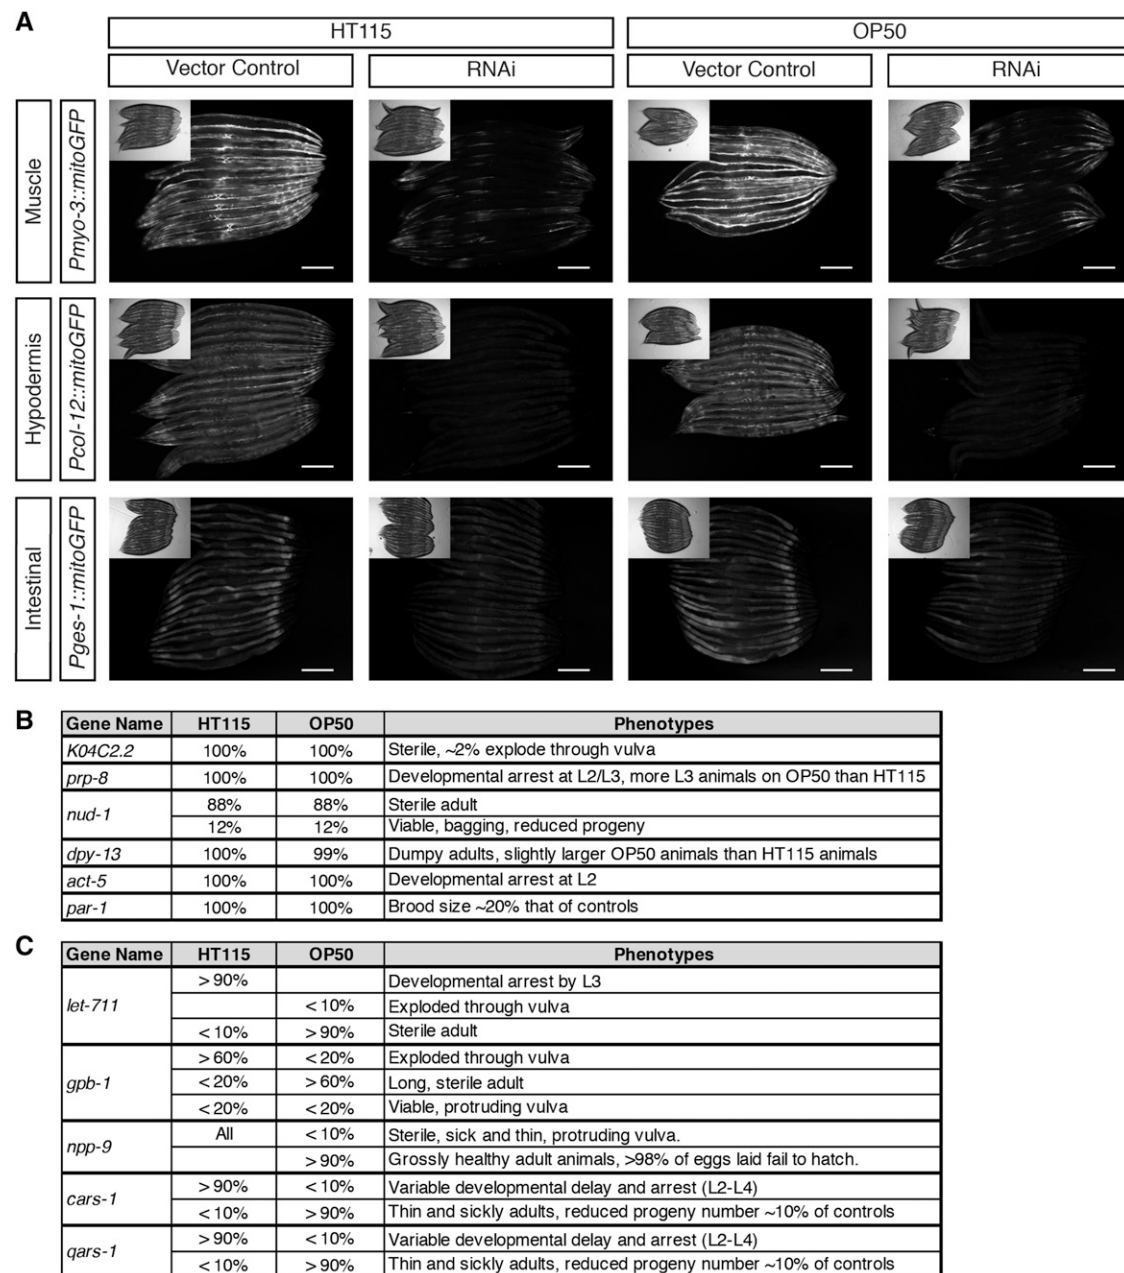 A
HT115
OP50
Vector Control
RNAi
Vector Control
RNAi
Muscle
Pmyo-3::mitoGFP
Hypodermis
Pcol-12::mitoGFP
Intestinal
Pges-1::mitoGFP
B
Gene Name HT115 OP50 Phenotypes
K04C2.2 100% 100% Sterile, ~2% explode through vulva
prp-8 100% 100% Developmental arrest at L2/L3, more L3 animals on OP50 than HT115
nud-1 88% 88% Sterile adult
12% 12% Viable, bagging, reduced progeny
dpy-13 100% 99% Dumpy adults, slightly larger OP50 animals than HT115 animals
act-5 100% 100% Developmental arrest at L2
par-1 100% 100% Brood size ~20% that of controls
C
Gene Name HT115 OP50 Phenotypes
let-711 >90% Developmental arrest by L3
<10% Exploded through vulva
<10% >90% Sterile adult
gpb-1 >60% <20% Exploded through vulva
<20% >60% Long, sterile adult
<20% <20% Viable, protruding vulva
npp-9 All <10% Sterile, sick and thin, protruding vulva.
>90% Grossly healthy adult animals, >98% of eggs laid fail to hatch.
cars-1 >90% <10% Variable developmental delay and arrest (L2-L4)
<10% >90% Thin and sickly adults, reduced progeny number ~10% of controls
qars-1 >90% <10% Variable developmental delay and arrest (L2-L4)
<10% >90% Thin and sickly adults, reduced progeny number ~10% of controls